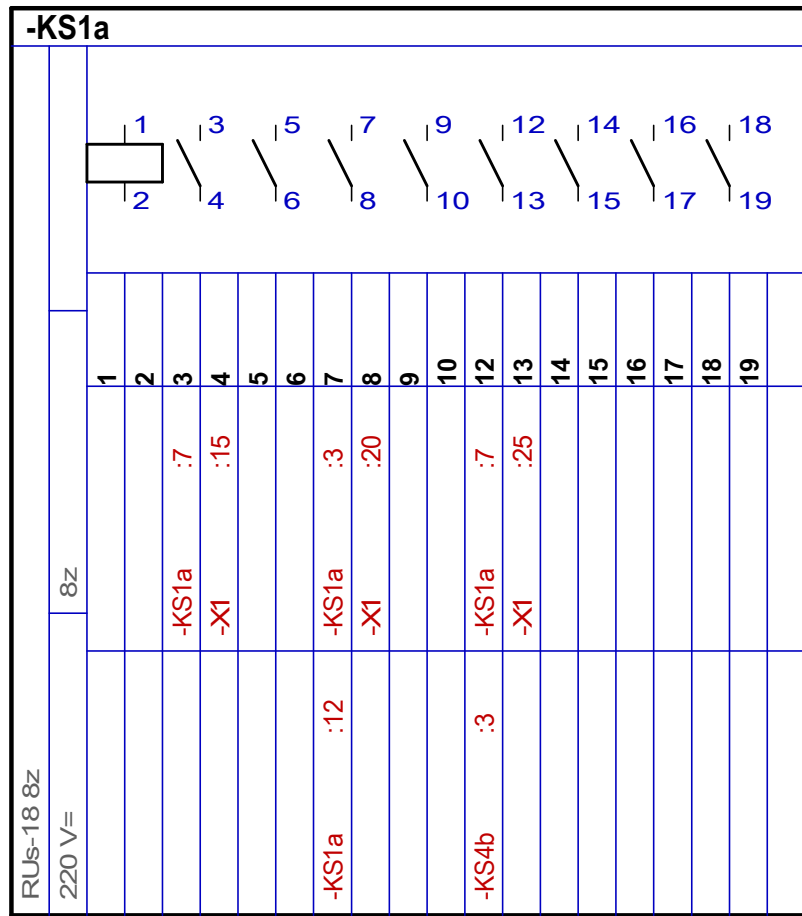 -KS1a
1 3 5 7 9 12 14 16 18
2 4 6 8 10 13 15 17 19
RUs-18 8z
220 V=
8z
1 2 3 4 5 6 7 8 9 10 12 13 14 15 16 17 18 19
:7 :15 :3 :20 :7 :25
-KS1a -X1 -KS1a -X1 -KS1a -X1
:12 :3
-KS1a -KS4b